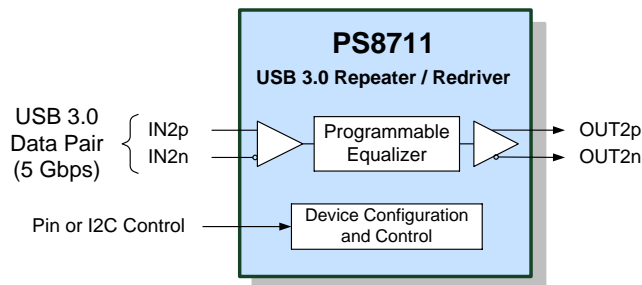 PS8711
USB 3.0 Repeater / Redriver
USB 3.0
Data Pair
(5 Gbps)
IN2p
IN2n
Programmable
Equalizer
OUT2p
OUT2n
Pin or I2C Control
Device Configuration
and Control